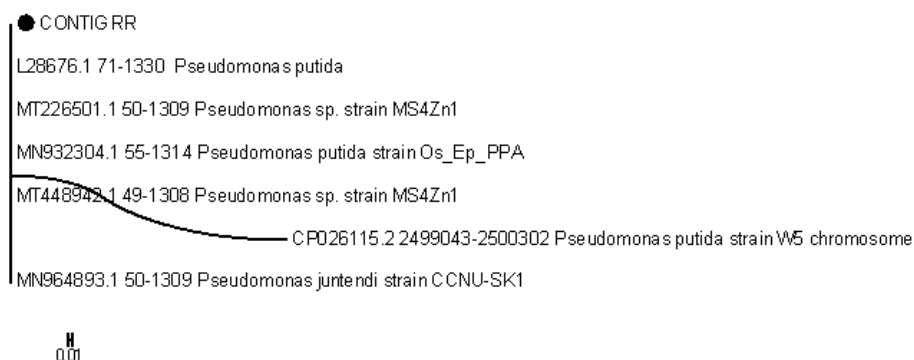 CONTIG RR
L28676.1 71-1330 Pseudomonas putida
MT226501.1 50-1309 Pseudomonas sp. strain MS4Zn1
MN932304.1 55-1314 Pseudomonas putida strain Os_Ep_PPA
MT448942.1 49-1308 Pseudomonas sp. strain MS4Zn1
CP026115.2 2499043-2500302 Pseudomonas putida strain W5 chromosome
MN964893.1 50-1309 Pseudomonas juntendi strain CCNU-SK1
0.01